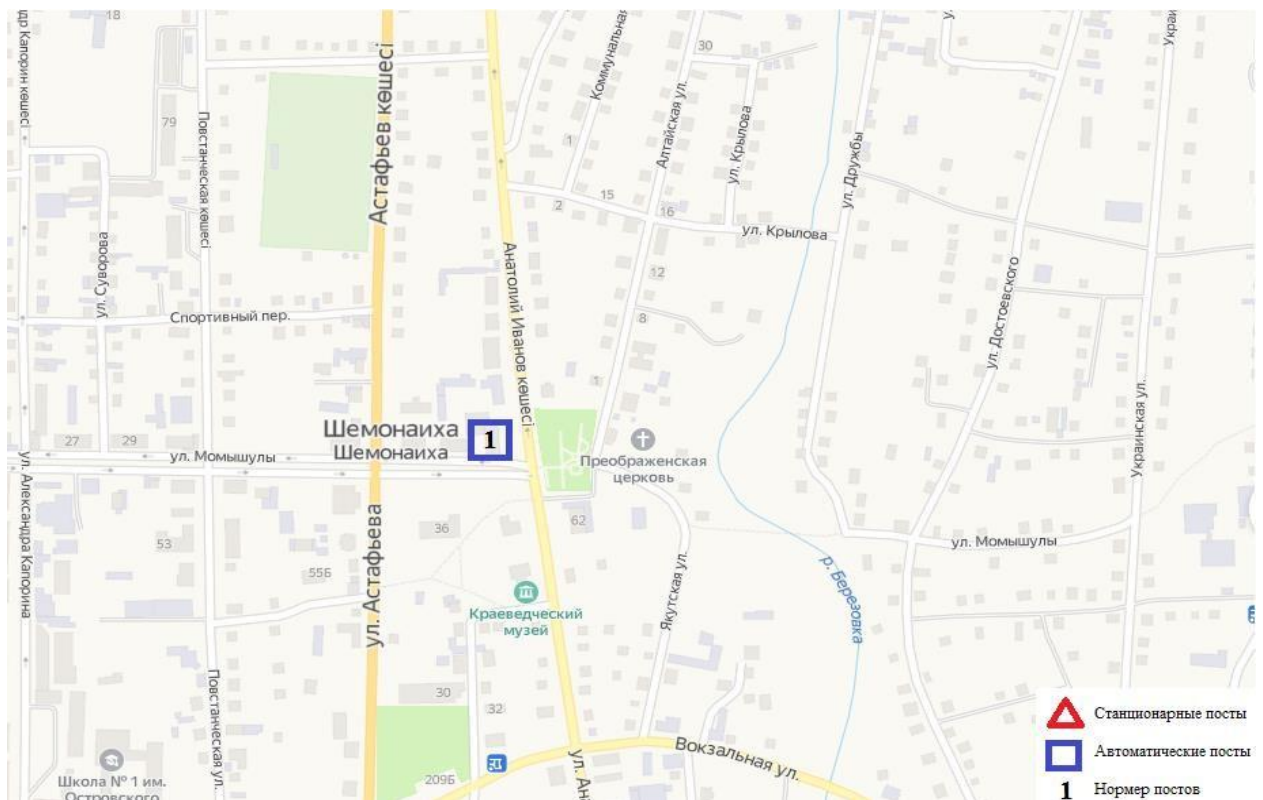 18
др Капорин көшесі
Повстанческая көшесі
79
Астафьев көшесі
Коммунальная
30
Алтайская ул.
ул. Крылова
Украи
1
ул. Дружбы
ул. Суворова
15
2
16
ул. Крылова
Анатолий Иванов көшесі
12
ул. Достоевского
Спортивный пер.
8
1
Шемонаиха
Шемонаиха
1
27
29
ул. Момышулы
Преображенская
церковь
Украинская ул.
ул. Александра Капорина
62
36
53
ул. Момышулы
55Б
ул. Астафьева
Краеведческий
музей
Якутская ул.
р. Березовка
Повстанческая ул.
30
32
Станционарные посты
Вокзальная ул.
Автоматические посты
ул. Ан
209Б
Школа № 1 им.
Островского
1 Нормер постов